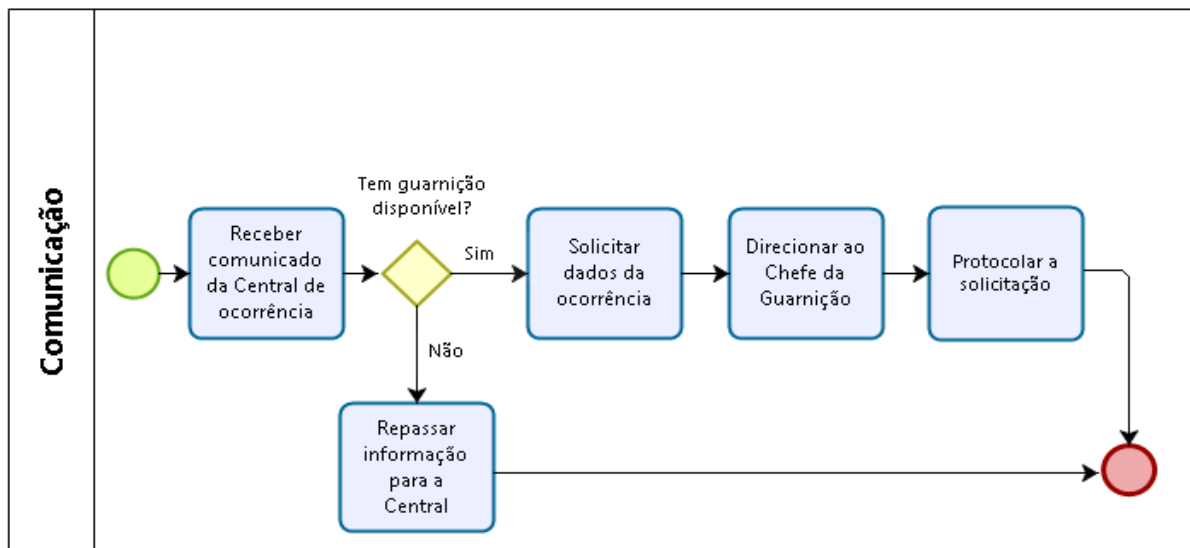 Comunicação
Receber
comunicado
da Central de
ocorrência
Tem guarnição
disponível?
Sim
Solicitar
dados da
ocorrência
Direcionar ao
Chefe da
Guarnição
Protocolar a
solicitação
Não
Repassar
informação
para a
Central